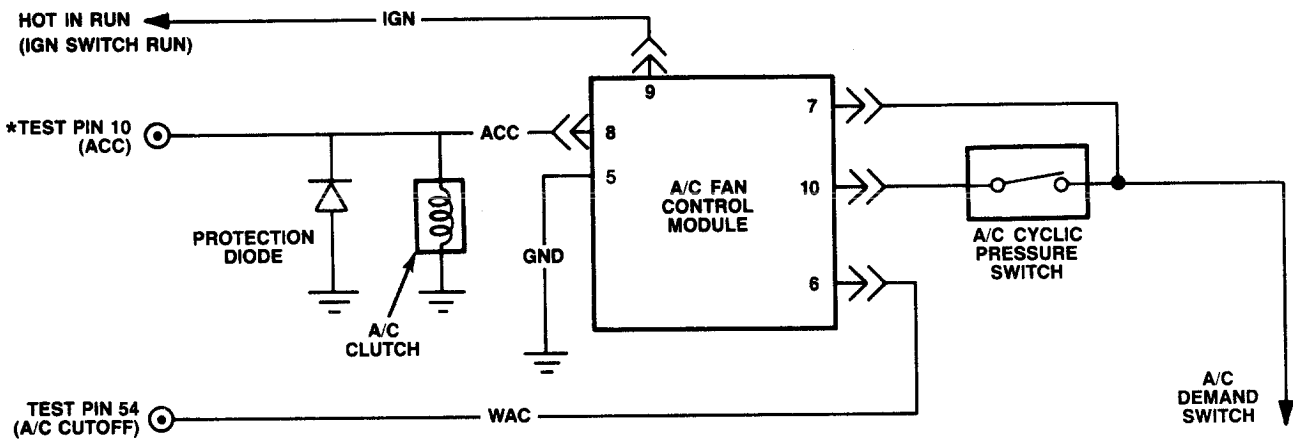 HOT IN RUN
(IGN SWITCH RUN)
IGN
9
*TEST PIN 10
(ACC)
ACC
8
5
7
10
6
A/C FAN
CONTROL
MODULE
PROTECTION
DIODE
A/C
CLUTCH
GND
A/C CYCLIC
PRESSURE
SWITCH
TEST PIN 54
(A/C CUTOFF)
WAC
A/C
DEMAND
SWITCH